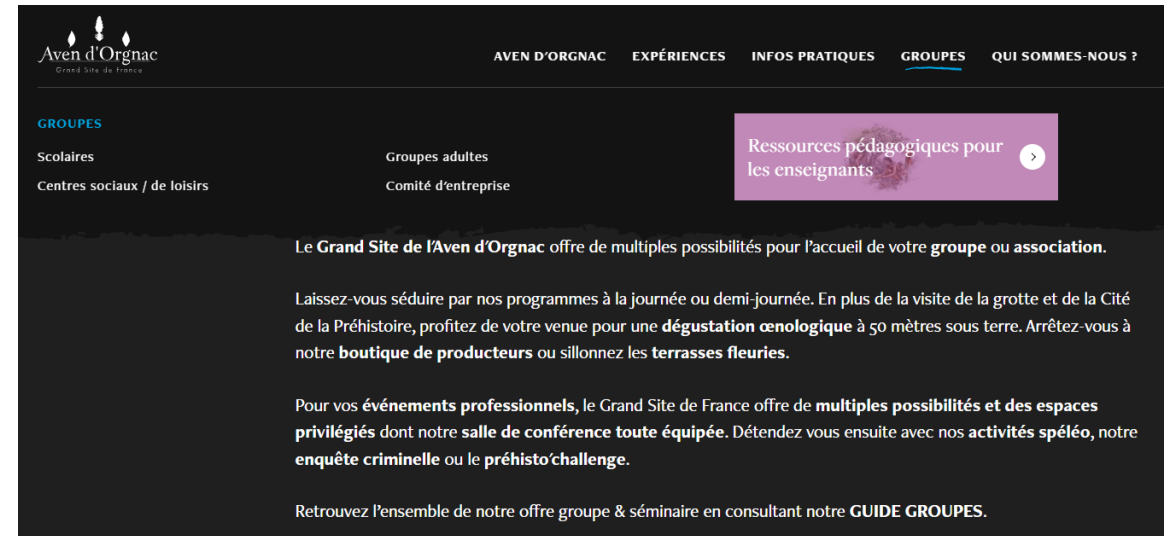 Aven d'Orgnac
Grand Site de France
AVEN D'ORGNAC EXPÉRIENCES INFOS PRATIQUES GROUPES QUI SOMMES-NOUS ?
GROUPES
Scolaires
Centres sociaux / de loisirs
Groupes adultes
Comité d'entreprise
Ressources pédagogiques pour
les enseignants
Le Grand Site de l'Aven d'Orgnac offre de multiples possibilités pour l'accueil de votre groupe ou association.
Laissez-vous séduire par nos programmes à la journée ou demi-journée. En plus de la visite de la grotte et de la Cité
de la Préhistoire, profitez de votre venue pour une dégustation œnologique à 50 mètres sous terre. Arrêtez-vous à
notre boutique de producteurs ou sillonnez les terrasses fleuries.
Pour vos événements professionnels, le Grand Site de France offre de multiples possibilités et des espaces
privilégiés dont notre salle de conférence toute équipée. Détendez vous ensuite avec nos activités spéléo, notre
enquête criminelle ou le préhisto'challenge.
Retrouvez l'ensemble de notre offre groupe & séminaire en consultant notre GUIDE GROUPES.